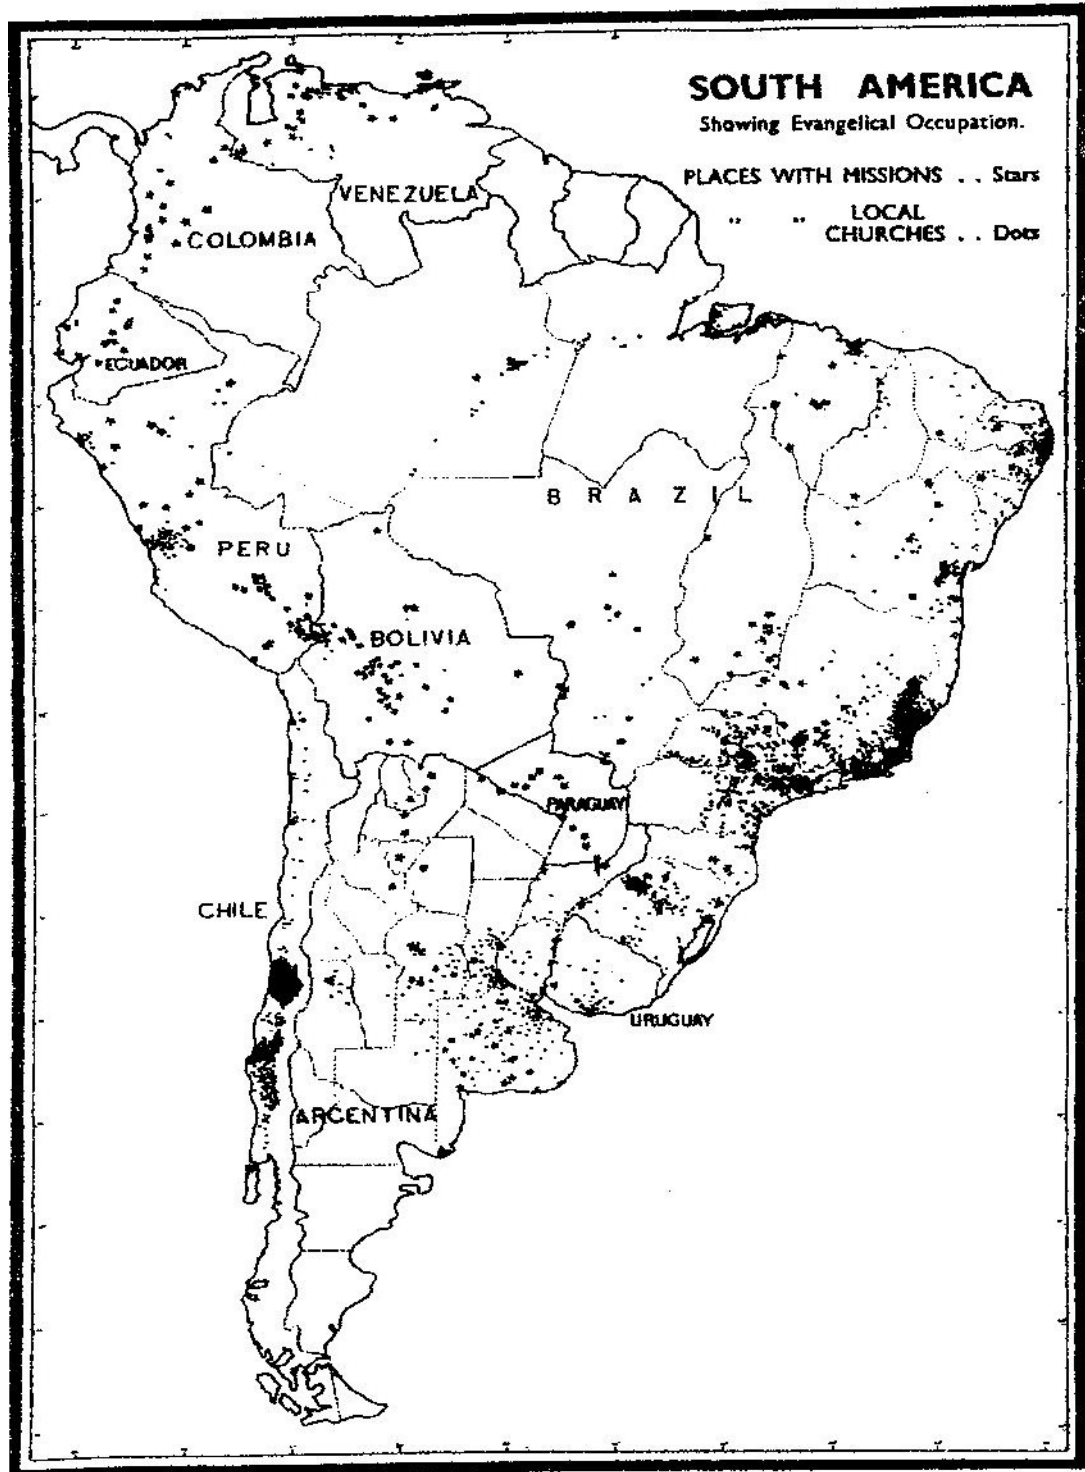 SOUTH AMERICA
Showing Evangelical Occupation.
PLACES WITH MISSIONS . . Stars
" " LOCAL
CHURCHES . . Dots
VENEZUELA
COLOMBIA
ECUADOR
BRAZIL
PERU
BOLIVIA
PARAGUAY
CHILE
URUGUAY
ARGENTINA